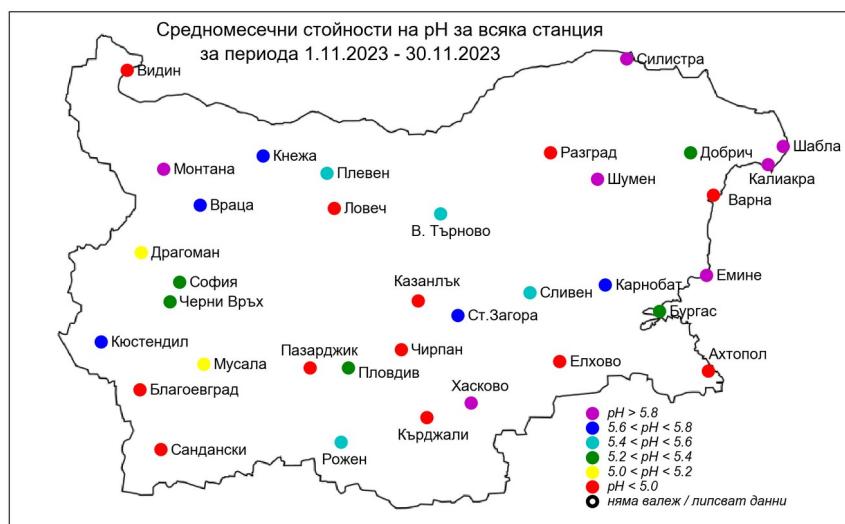 Средномесечни стойности на pH за всяка станция
за периода 1.11.2023 - 30.11.2023
Силистра
Видин
Шабла
Кнежа
Разград
Добрич
Монтана
Плевен
Калиакра
Шумен
Варна
Враца
Ловеч
В. Търново
Драгоман
Емине
София
Карнобат
Сливен
Черни Връх
Казанлък
Бургас
Ст.Загора
Кюстендил
Чирпан
Пазарджик
Ахтопол
Мусала
Елхово
Пловдив
Благоевград
Хасково
Кърджали
Сандански
Рожен
pH > 5.8
5.6 < pH < 5.8
5.4 < pH < 5.6
5.2 < pH < 5.4
5.0 < pH < 5.2
pH < 5.0
няма валеж / липсват данни